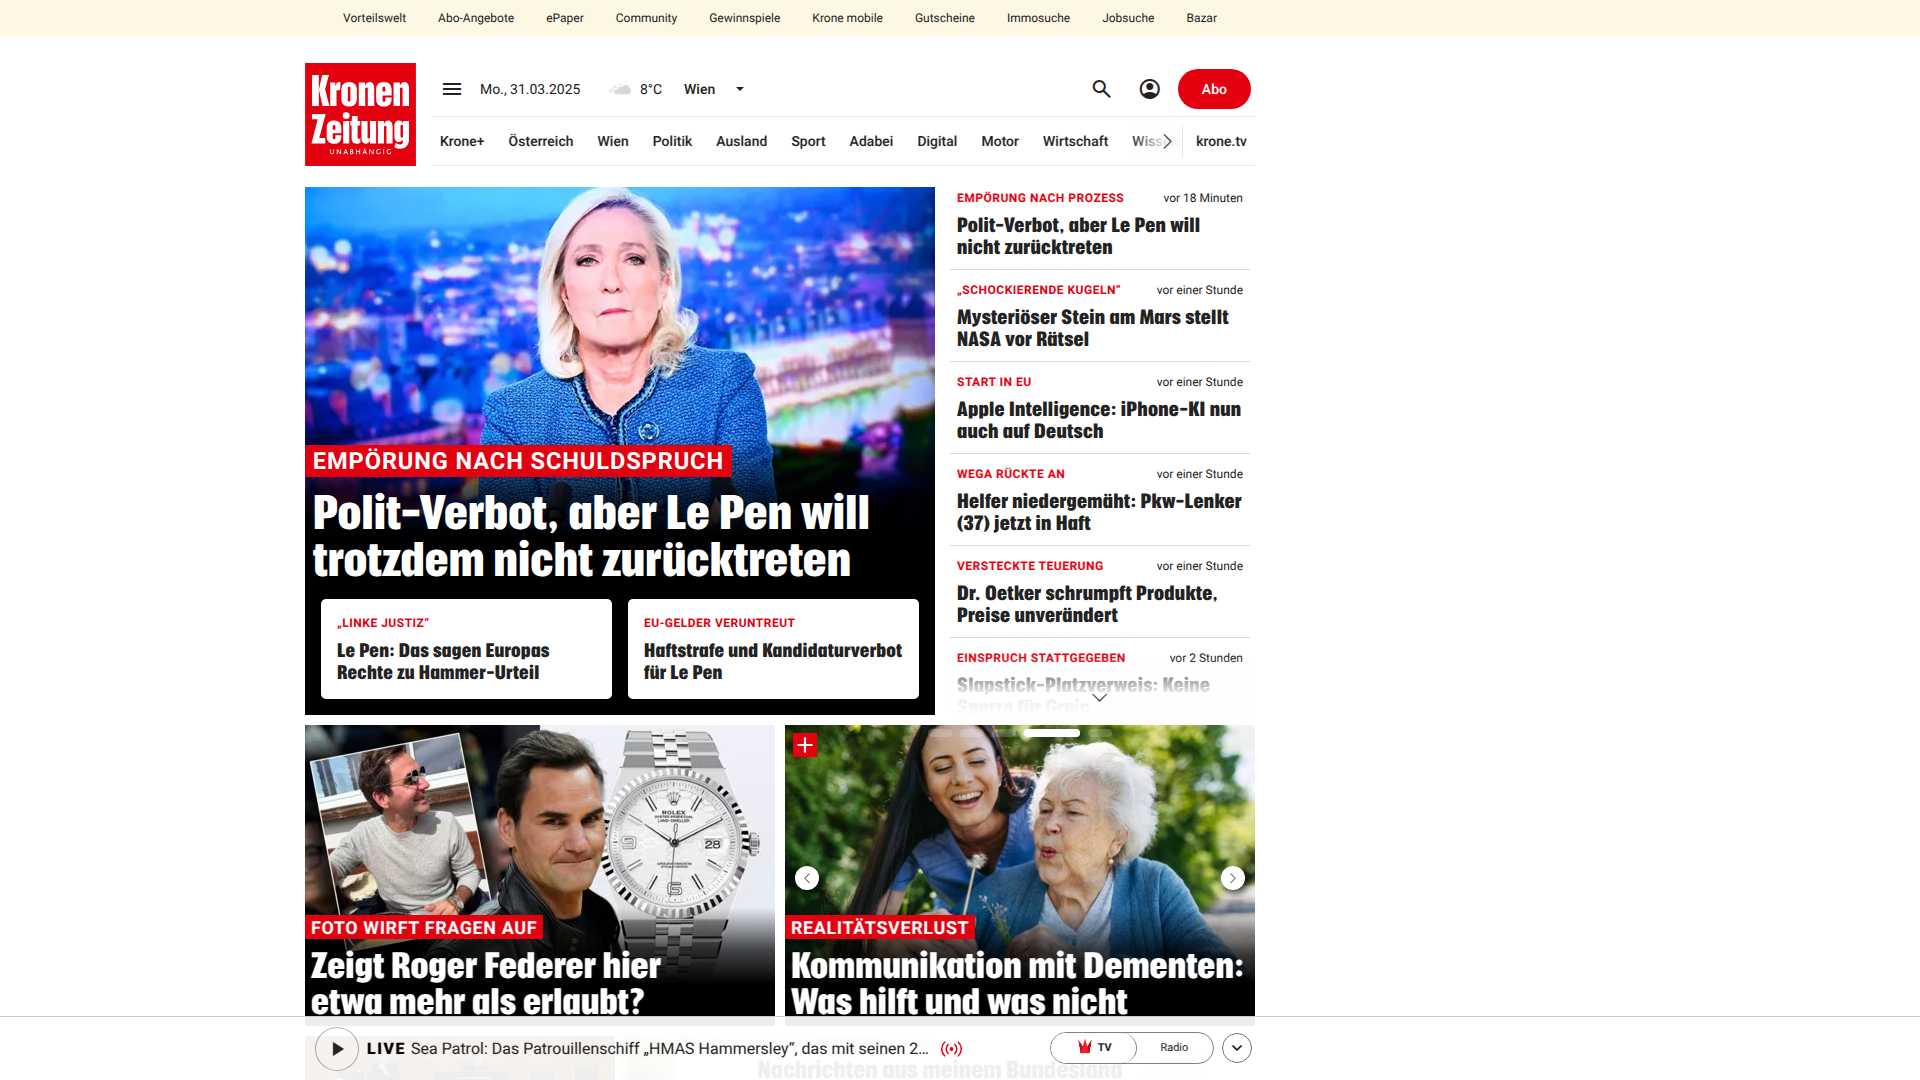 Vorteilswelt Abo-Angebote ePaper Community Gewinnspiele Krone mobile Gutscheine Immosuche Jobsuche Bazar
Kronen
Zeitung
UNABHÄNGIG
Mo., 31.03.2025 8°C Wien
Abo
Krone+ Österreich Wien Politik Ausland Sport Adabei Digital Motor Wirtschaft Wiss krone.tv
EMPÖRUNG NACH SCHULDSPRUCH
Polit-Verbot, aber Le Pen will
trotzdem nicht zurücktreten
„LINKE JUSTIZ“
Le Pen: Das sagen Europas
Rechte zu Hammer-Urteil
EU-GELDER VERUNTREUT
Haftstrafe und Kandidaturverbot
für Le Pen
EMPÖRUNG NACH PROZESS vor 18 Minuten
Polit-Verbot, aber Le Pen will
nicht zurücktreten
„SCHOCKIERENDE KUGELN“ vor einer Stunde
Mysteriöser Stein am Mars stellt
NASA vor Rätsel
START IN EU vor einer Stunde
Apple Intelligence: iPhone-KI nun
auch auf Deutsch
WEGA RÜCKTE AN vor einer Stunde
Helfer niedergemäht: Pkw-Lenker
(37) jetzt in Haft
VERSTECKTE TEUERUNG vor einer Stunde
Dr. Oetker schrumpft Produkte,
Preise unverändert
EINSPRUCH STATTGEGEBEN vor 2 Stunden
Slapstick-Platzverweis: Keine
Sperre für Grgic
ROLEX
28
FOTO WIRFT FRAGEN AUF
Zeigt Roger Federer hier
etwa mehr als erlaubt?
REALITÄTSVERLUST
Kommunikation mit Dementen:
Was hilft und was nicht
LIVE Sea Patrol: Das Patrouillenschiff „HMAS Hammersley“, das mit seinen 2...
TV Radio
Nachrichten aus meinem Bundesland